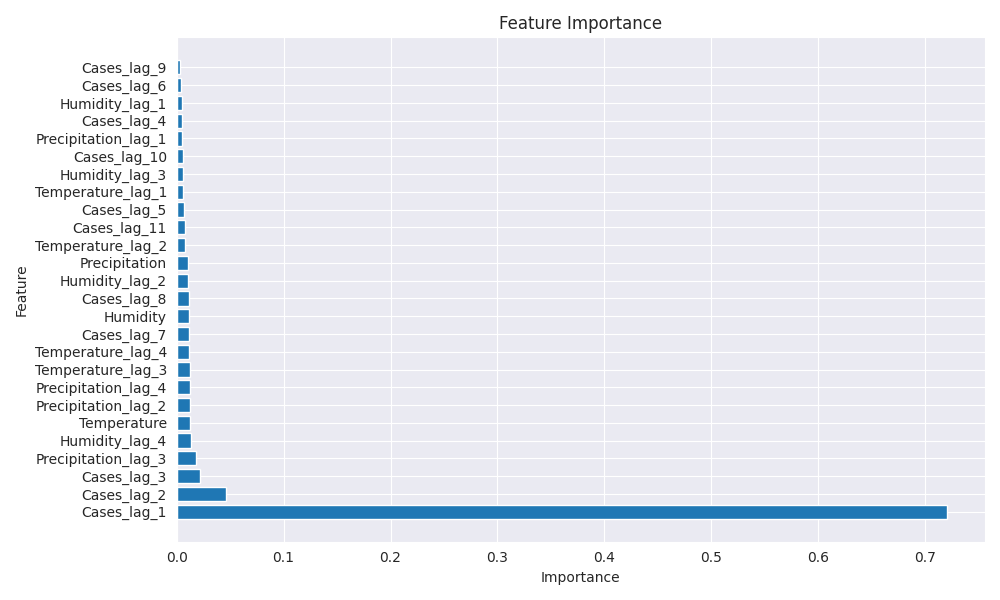 Feature Importance
Cases_lag_9
Cases_lag_6
Humidity_lag_1
Cases_lag_4
Precipitation_lag_1
Cases_lag_10
Humidity_lag_3
Temperature_lag_1
Cases_lag_5
Cases_lag_11
Temperature_lag_2
Precipitation
Humidity_lag_2
Cases_lag_8
Humidity
Cases_lag_7
Temperature_lag_4
Temperature_lag_3
Precipitation_lag_4
Precipitation_lag_2
Temperature
Humidity_lag_4
Precipitation_lag_3
Cases_lag_3
Cases_lag_2
Cases_lag_1
Feature
0.0 0.1 0.2 0.3 0.4 0.5 0.6 0.7
Importance